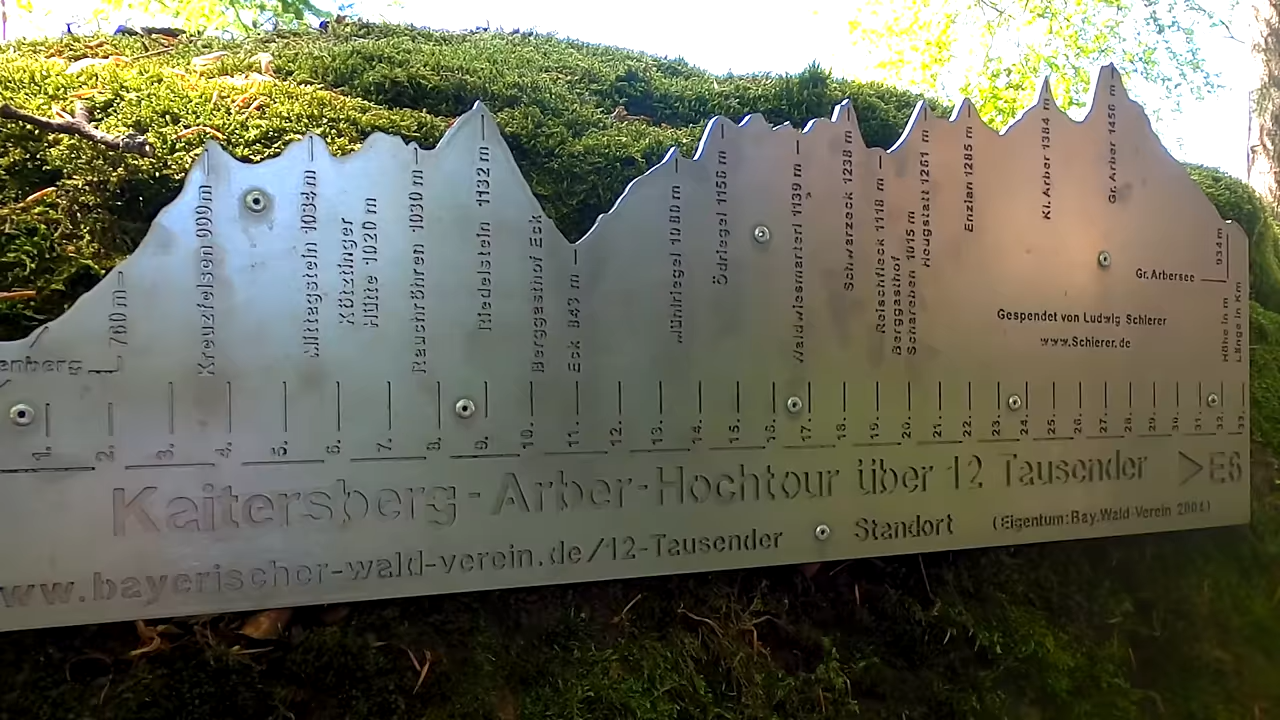 enberg
760 m
Kreuzfelsen 999 m
Mittagstein 1034 m
Kötztinger
Hütte 1020 m
Rauchröhren 1030 m
Riedelstein 1132 m
Berggasthof Eck
Eck 843 m
Mühlriegel 1080 m
Ödriegel 1156 m
Waldwiesmarterl 1139 m
Schwarzeck 1238 m
Reischfleck 1118 m
Berggasthof
Schareben 1015 m
Heugstatt 1261 m
Enzian 1285 m
Kl. Arber 1384 m
Gr. Arber 1456 m
Gr. Arbersee
934 m
Höhe in m
Länge in Km
Gespendet von Ludwig Schierer
www.Schierer.de
1. 2. 3. 4. 5. 6. 7. 8. 9. 10. 11. 12. 13. 14. 15. 16. 17. 18. 19. 20. 21. 22. 23. 24. 25. 26. 27. 28. 29. 30. 31. 32. 33.
Kaitersberg-Arber-Hochtour über 12 Tausender >E6
ww.bayerischer-wald-verein.de/12-Tausender Standort (Eigentum: Bay. Wald-Verein 2004)